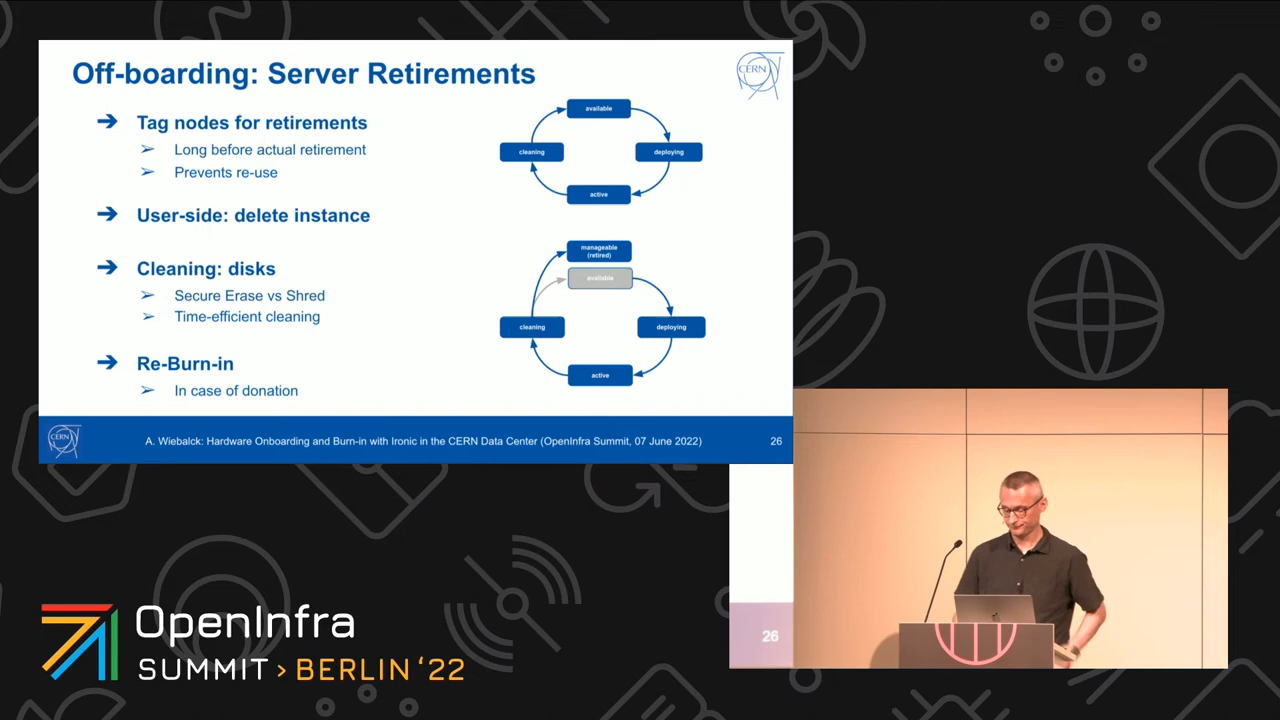 Off-boarding: Server Retirements
CERN
→ Tag nodes for retirements
➢ Long before actual retirement
➢ Prevents re-use
→ User-side: delete instance
→ Cleaning: disks
➢ Secure Erase vs Shred
➢ Time-efficient cleaning
→ Re-Burn-in
➢ In case of donation
available
cleaning
deploying
active
manageable
(retired)
available
cleaning
deploying
active
CERN
A. Wiebalck: Hardware Onboarding and Burn-in with Ironic in the CERN Data Center (OpenInfra Summit, 07 June 2022)
26
26
OpenInfra
SUMMIT > BERLIN ‘22